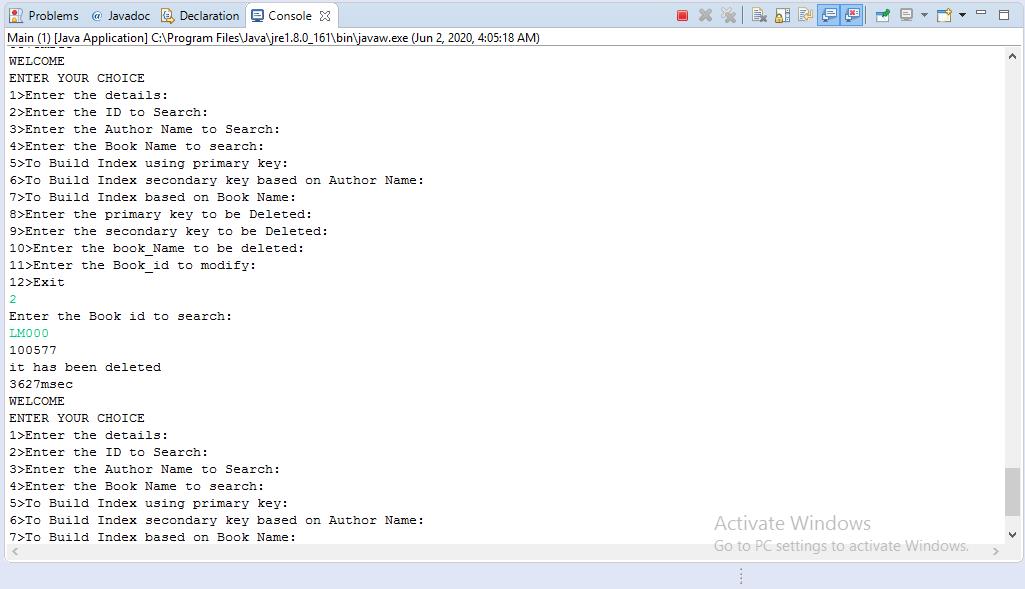 Problems @ Javadoc Declaration Console
Main (1) [Java Application] C:\Program Files\Java\jre1.8.0_161\bin\javaw.exe (Jun 2, 2020, 4:05:18 AM)
WELCOME
ENTER YOUR CHOICE
1>Enter the details:
2>Enter the ID to Search:
3>Enter the Author Name to Search:
4>Enter the Book Name to search:
5>To Build Index using primary key:
6>To Build Index secondary key based on Author Name:
7>To Build Index based on Book Name:
8>Enter the primary key to be Deleted:
9>Enter the secondary key to be Deleted:
10>Enter the book_Name to be deleted:
11>Enter the Book_id to modify:
12>Exit
2
Enter the Book id to search:
LM000
100577
it has been deleted
3627msec
WELCOME
ENTER YOUR CHOICE
1>Enter the details:
2>Enter the ID to Search:
3>Enter the Author Name to Search:
4>Enter the Book Name to search:
5>To Build Index using primary key:
6>To Build Index secondary key based on Author Name:
7>To Build Index based on Book Name:
Activate Windows
Go to PC settings to activate Windows.